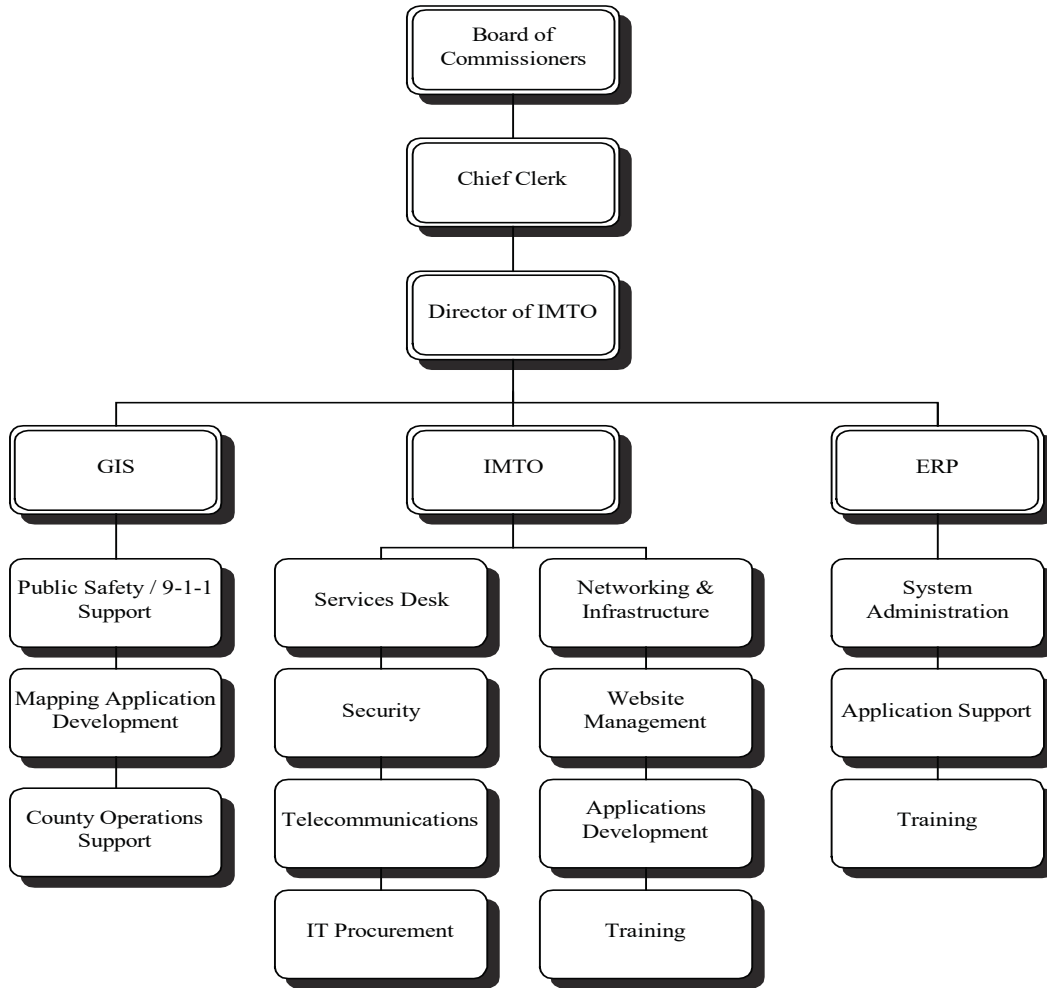 Board of
Commissioners
Chief Clerk
Director of IMTO
GIS
IMTO
ERP
Public Safety / 9-1-1
Support
Services Desk
Networking &
Infrastructure
System
Administration
Mapping Application
Development
Security
Website
Management
Application Support
County Operations
Support
Telecommunications
Applications
Development
Training
IT Procurement
Training